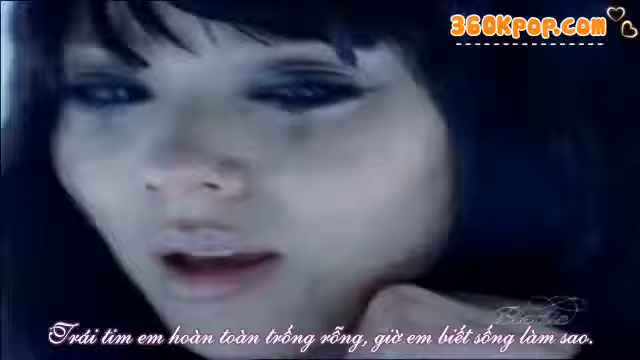 360Kpop.com
Trái tim em hoàn toàn trống rỗng, giờ em biết sống làm sao.